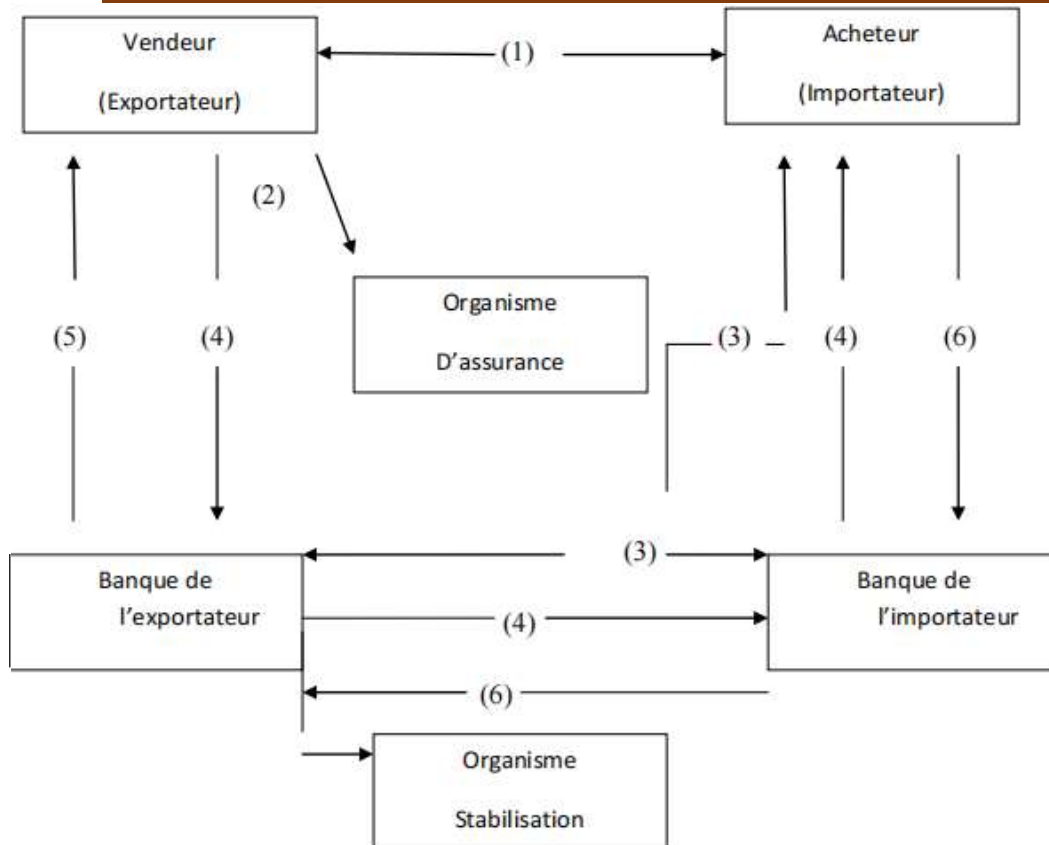 Vendeur
(Exportateur)
(1)
Acheteur
(Importateur)
(2)
Organisme
D’assurance
(5)
(4)
(3)
(4)
(6)
Banque de
l’exportateur
(3)
(4)
(6)
Banque de
l’importateur
Organisme
Stabilisation